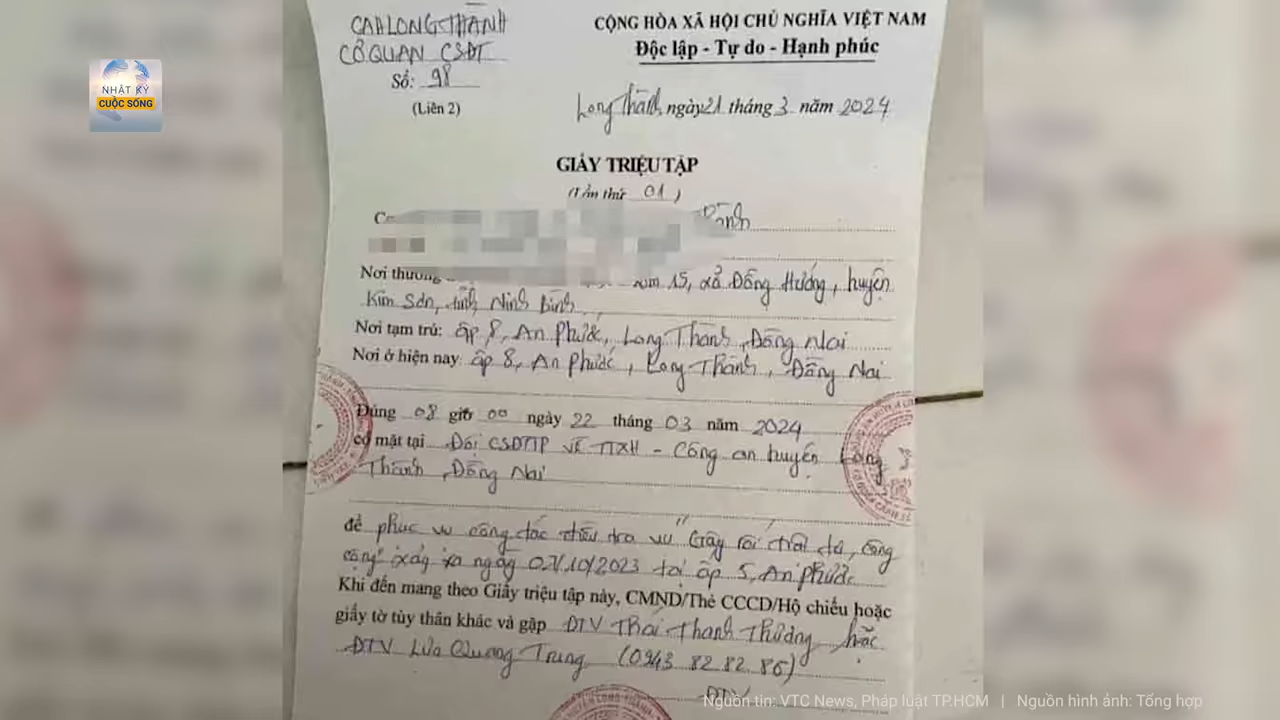 NHẬT KÝ
CUỘC SỐNG
CAH LONG THÀNH
CƠ QUAN CSĐT
Số: 98
(Liên 2)
CỘNG HÒA XÃ HỘI CHỦ NGHĨA VIỆT NAM
Độc lập - Tự do - Hạnh phúc
Long Thành, ngày 21 tháng 3 năm 2024
GIẤY TRIỆU TẬP
(Lần thứ 01)
Nơi thường 15, xã Đồng Hướng, huyện
Kim Sơn, tỉnh Ninh Bình
Nơi tạm trú: ấp 8, An Phước, Long Thành, Đồng Nai
Nơi ở hiện nay: ấp 8, An Phước, Long Thành, Đồng Nai
Đúng 08 giờ 00 ngày 22 tháng 03 năm 2024
có mặt tại Đội CSĐTTP về TTXH - Công an huyện Long
Thành, Đồng Nai
để phục vụ công tác điều tra vụ "Gây rối trật tự công
cộng" xảy ra ngày 07/10/2023 tại ấp 5, An Phước
Khi đến mang theo Giấy triệu tập này, CMND/Thẻ CCCD/Hộ chiếu hoặc
giấy tờ tùy thân khác và gặp ĐTV Thái Thanh Thương hoặc
ĐTV Lừu Quang Trung (0943 82 82 86)
ĐTV
Nguồn tin: VTC News, Pháp luật TP.HCM | Nguồn hình ảnh: Tổng hợp